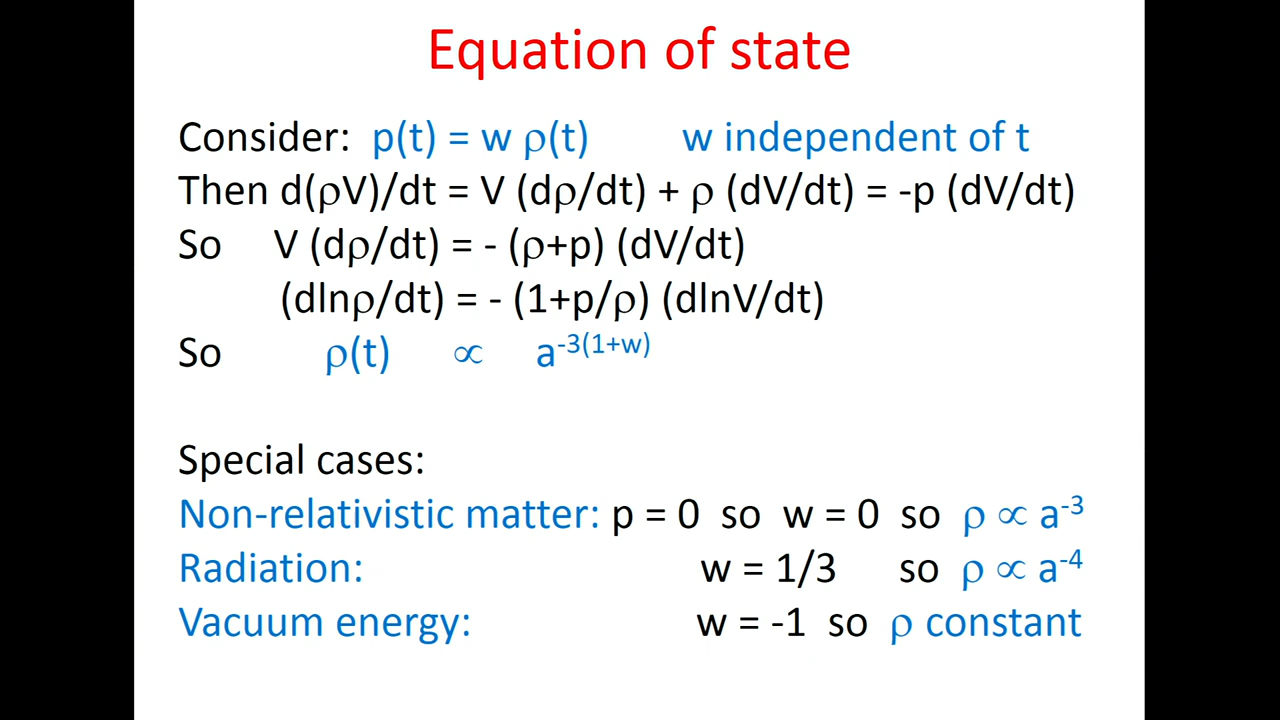 Equation of state
Consider: p(t) = w ρ(t) w independent of t
Then d(ρV)/dt = V (dρ/dt) + ρ (dV/dt) = -p (dV/dt)
So V (dρ/dt) = - (ρ+p) (dV/dt)
(dlnρ/dt) = - (1+p/ρ) (dlnV/dt)
So ρ(t) ∝ a⁻³⁽¹⁺ʷ⁾
Special cases:
Non-relativistic matter: p = 0 so w = 0 so ρ ∝ a⁻³
Radiation: w = 1/3 so ρ ∝ a⁻⁴
Vacuum energy: w = -1 so ρ constant